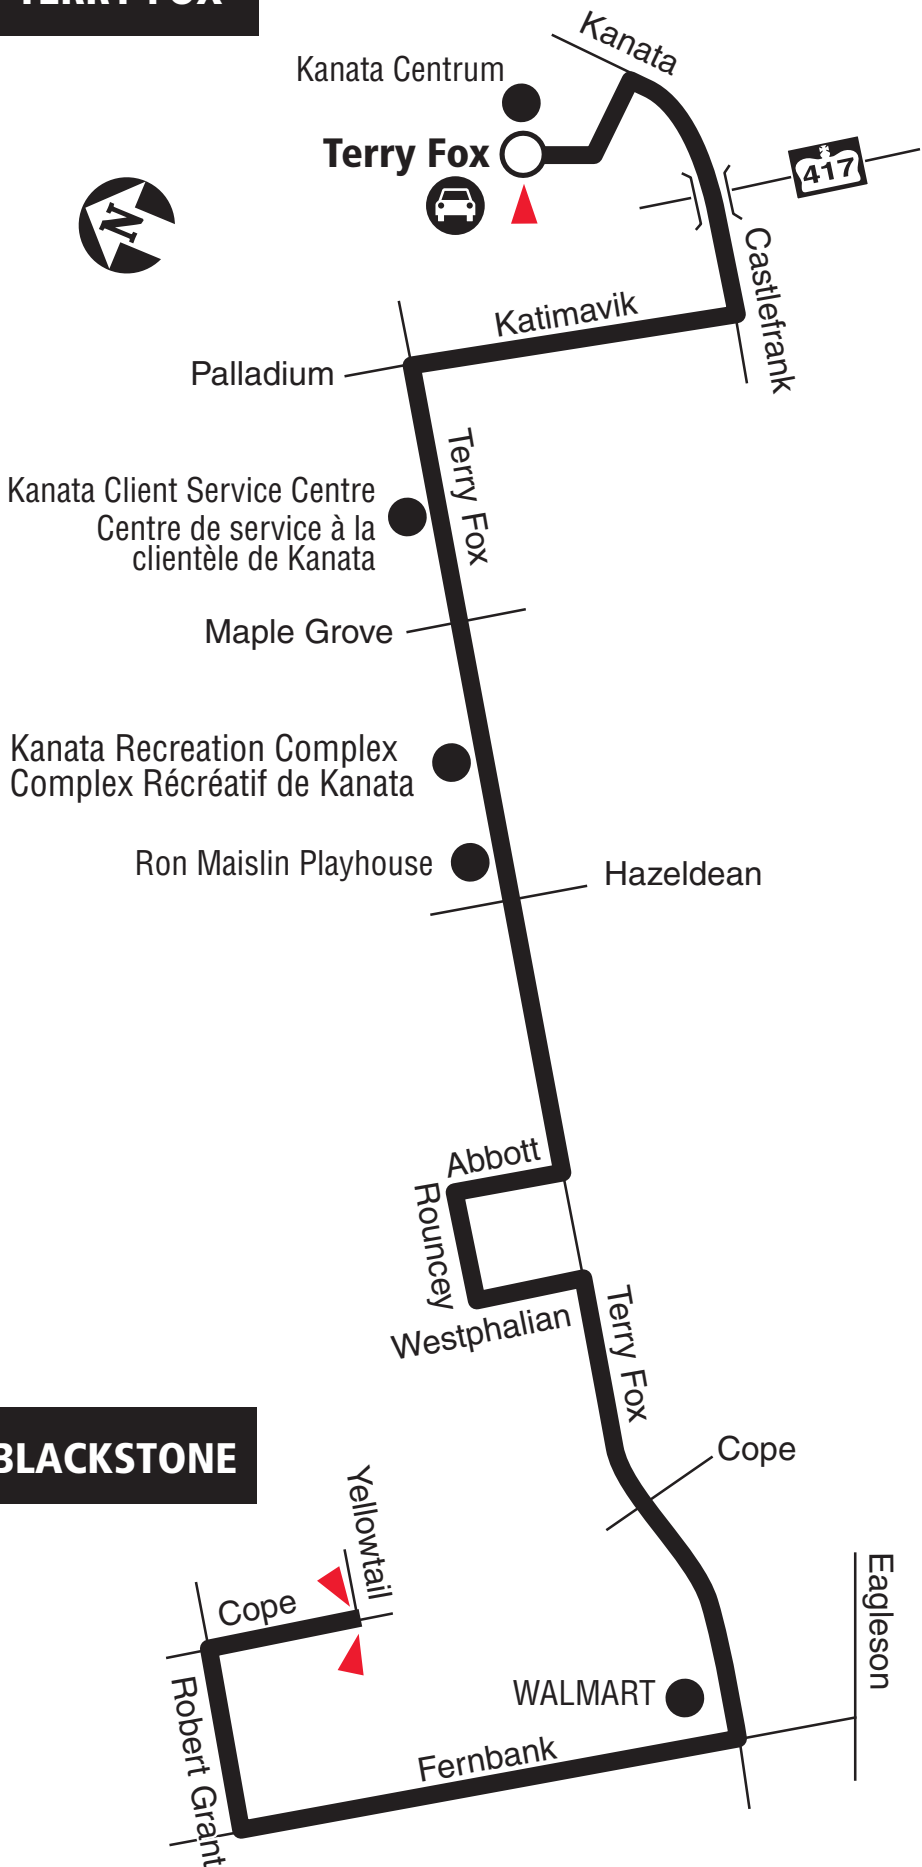 TERRY FOX
Kanata
Kanata Centrum
Terry Fox
417
N
Castlefrank
Katimavik
Palladium
Terry Fox
Kanata Client Service Centre
Centre de service à la
clientèle de Kanata
Maple Grove
Kanata Recreation Complex
Complex Récréatif de Kanata
Ron Maislin Playhouse
Hazeldean
Abbott
Rouncey
Westphalian
Terry Fox
BLACKSTONE
Cope
Yellowtail
Cope
Eagleson
Robert Grant
WALMART
Fernbank